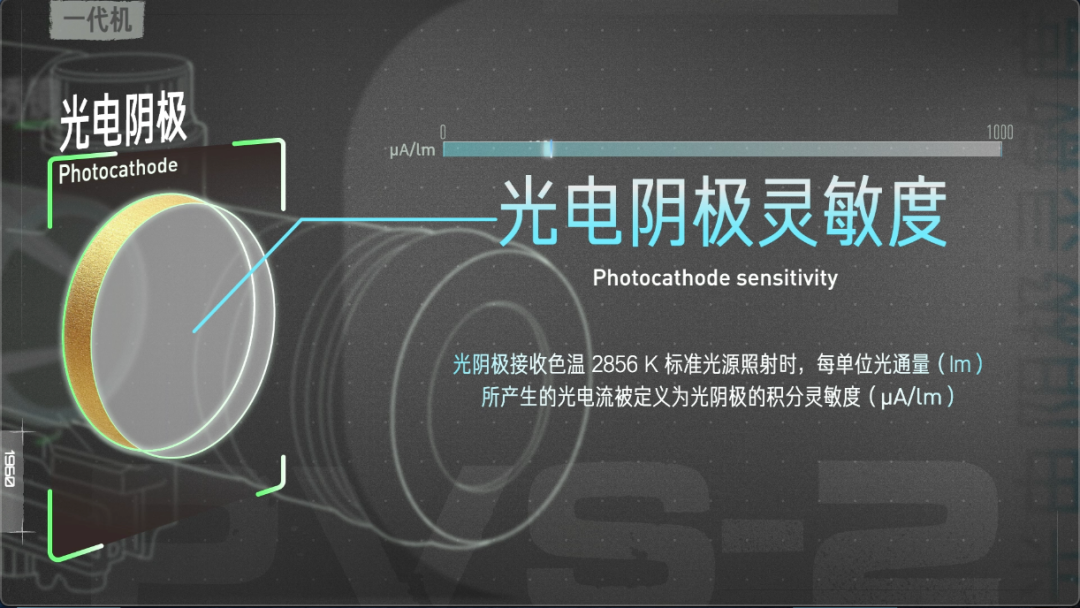 一代机
光电阴极
Photocathode
0
1000
μA/lm
光电阴极灵敏度
Photocathode sensitivity
光阴极接收色温 2856 K 标准光源照射时，每单位光通量（lm）
所产生的光电流被定义为光阴极的积分灵敏度（μA/lm）
1960
PVS-2